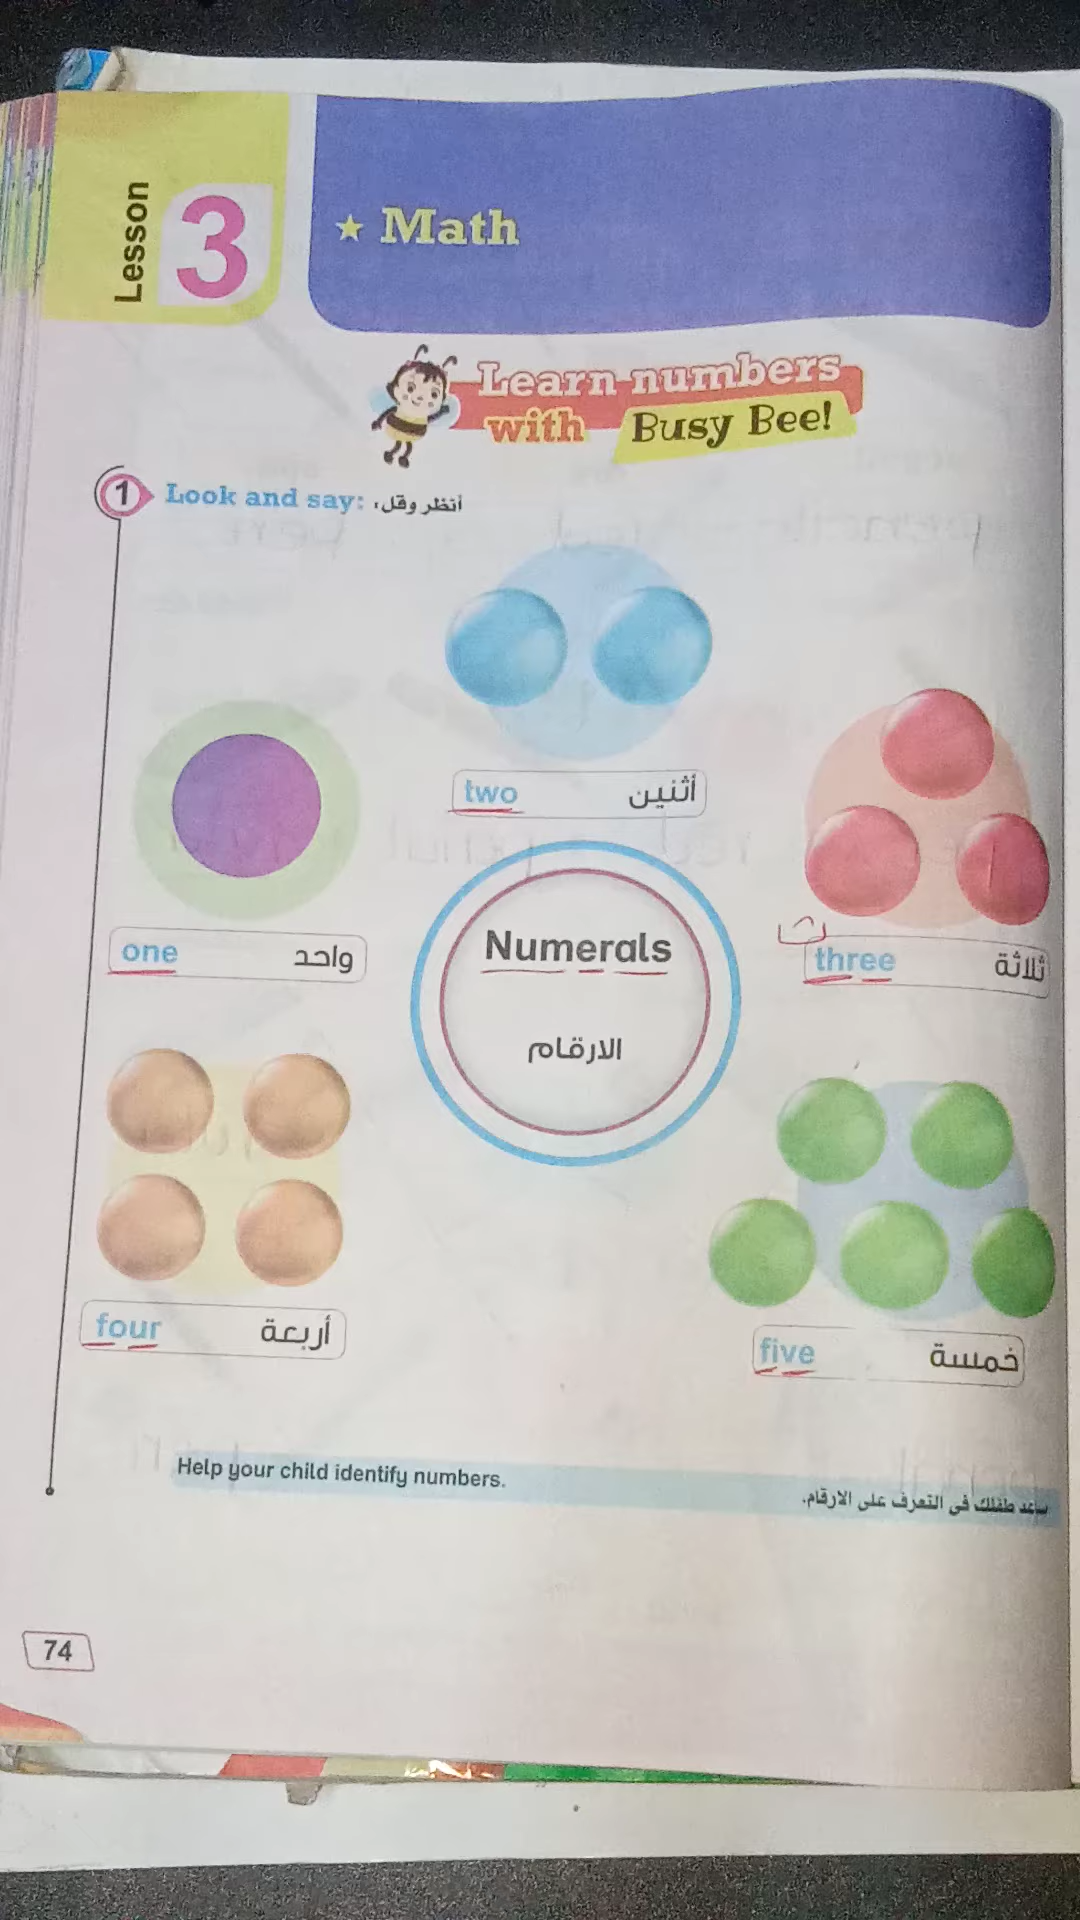 Lesson
3
★ Math
Learn numbers
with Busy Bee!
1 Look and say: أنظر وقل،
two أثنين
one واحد
ث
three ثلاثة
Numerals
الارقام
four أربعة
five خمسة
Help your child identify numbers.
ساعد طفلك في التعرف على الارقام.
74